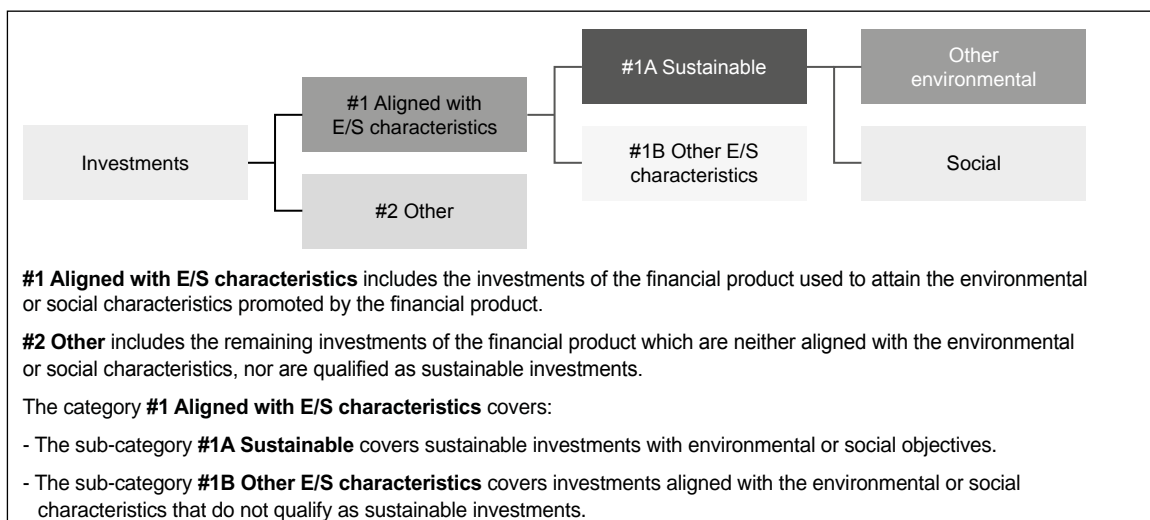 #1A Sustainable
Other
environmental
#1 Aligned with
E/S characteristics
Investments
#1B Other E/S
characteristics
Social
#2 Other
#1 Aligned with E/S characteristics includes the investments of the financial product used to attain the environmental
or social characteristics promoted by the financial product.
#2 Other includes the remaining investments of the financial product which are neither aligned with the environmental
or social characteristics, nor are qualified as sustainable investments.
The category #1 Aligned with E/S characteristics covers:
- The sub-category #1A Sustainable covers sustainable investments with environmental or social objectives.
- The sub-category #1B Other E/S characteristics covers investments aligned with the environmental or social
characteristics that do not qualify as sustainable investments.